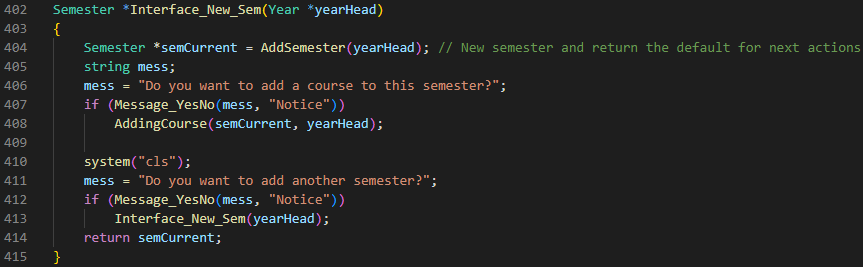 402 Semester *Interface_New_Sem(Year *yearHead)
403 {
404     Semester *semCurrent = AddSemester(yearHead); // New semester and return the default for next actions
405     string mess;
406     mess = "Do you want to add a course to this semester?";
407     if (Message_YesNo(mess, "Notice"))
408         AddingCourse(semCurrent, yearHead);
409
410     system("cls");
411     mess = "Do you want to add another semester?";
412     if (Message_YesNo(mess, "Notice"))
413         Interface_New_Sem(yearHead);
414     return semCurrent;
415 }